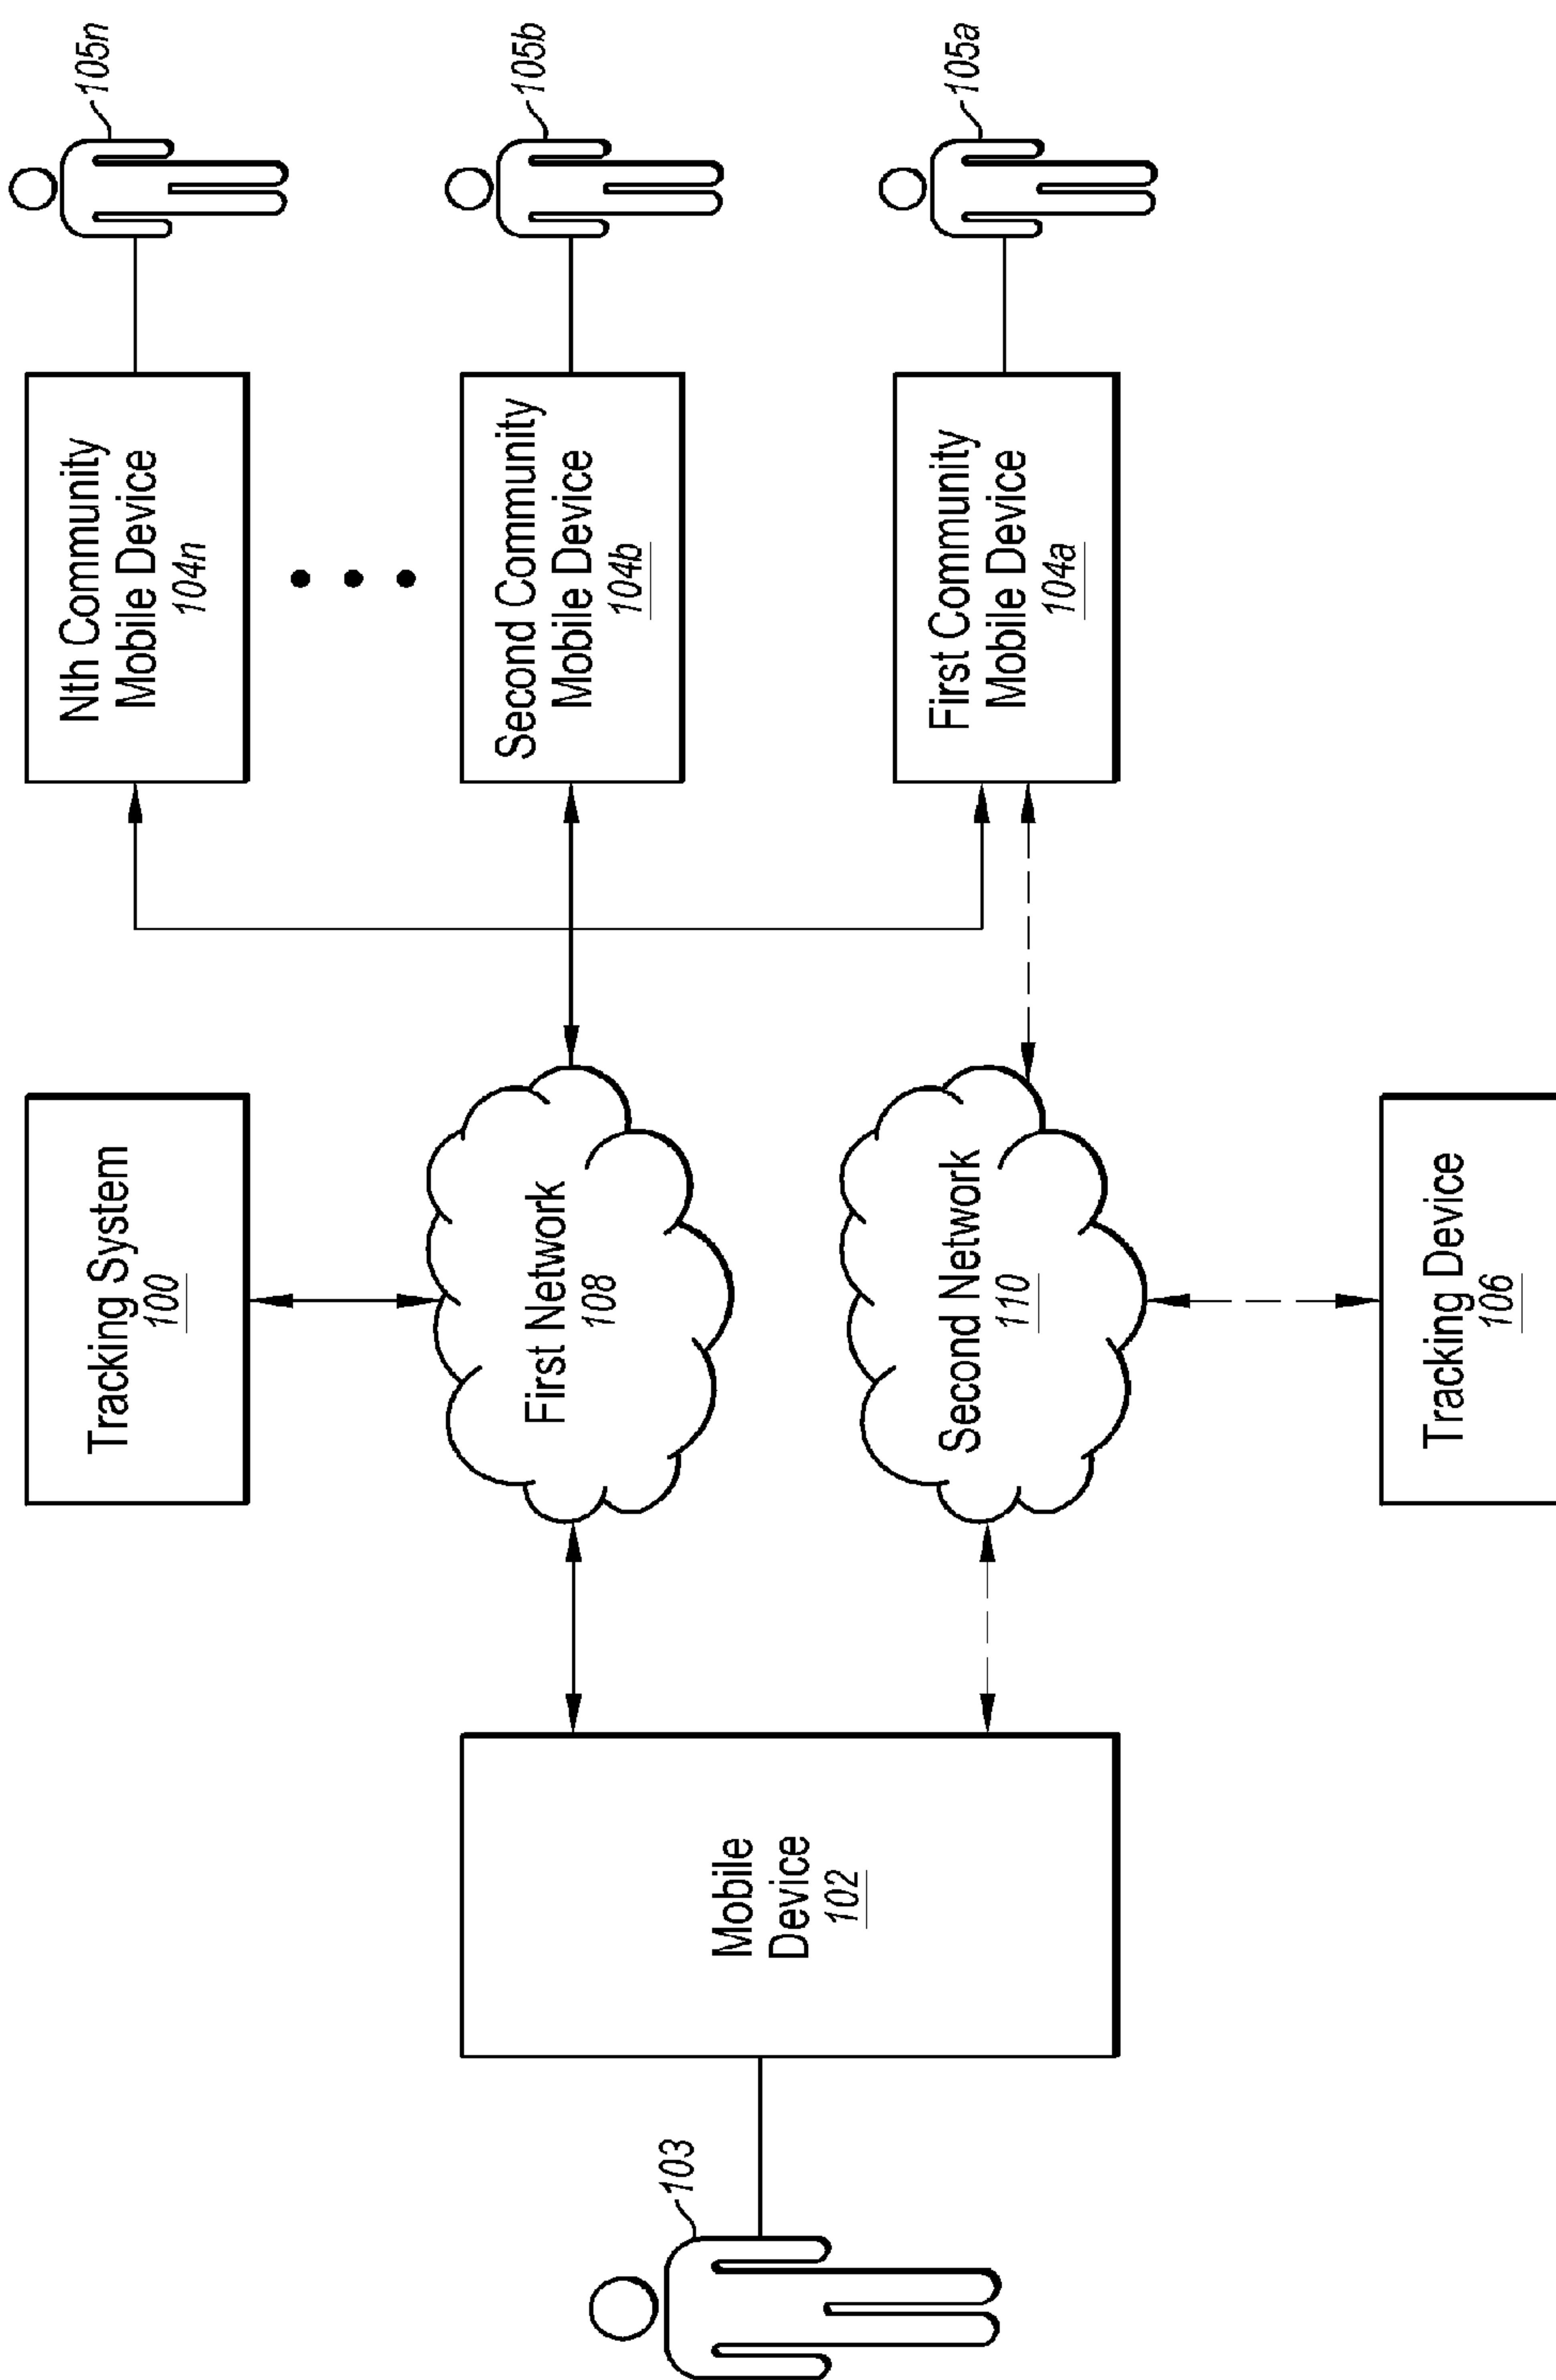 Tracking System
100
Nth Community
Mobile Device
104n
105n
103
Mobile
Device
102
First Network
108
Second Community
Mobile Device
104b
105b
Second Network
110
First Community
Mobile Device
104a
105a
Tracking Device
106